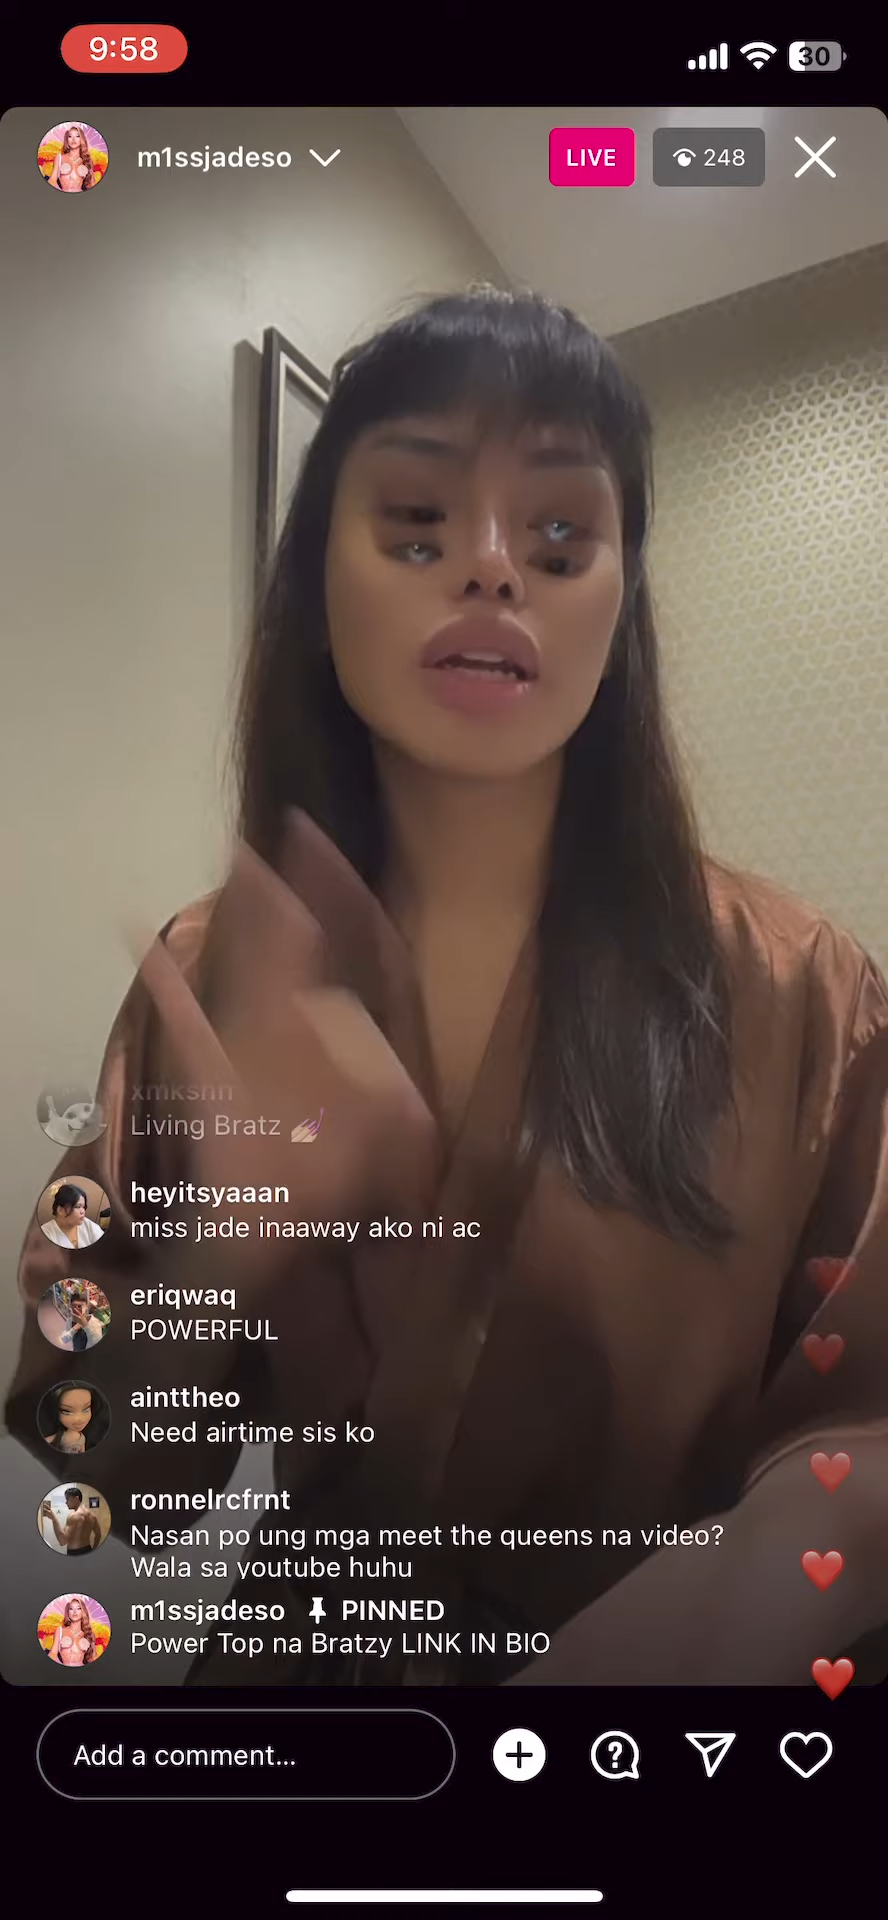 9:58
30
m1ssjadeso
LIVE
248
xmkshn
Living Bratz
heyitsyaaan
miss jade inaaway ako ni ac
eriqwaq
POWERFUL
ainttheo
Need airtime sis ko
ronnelrcfrnt
Nasan po ung mga meet the queens na video?
Wala sa youtube huhu
m1ssjadeso PINNED
Power Top na Bratzy LINK IN BIO
Add a comment...